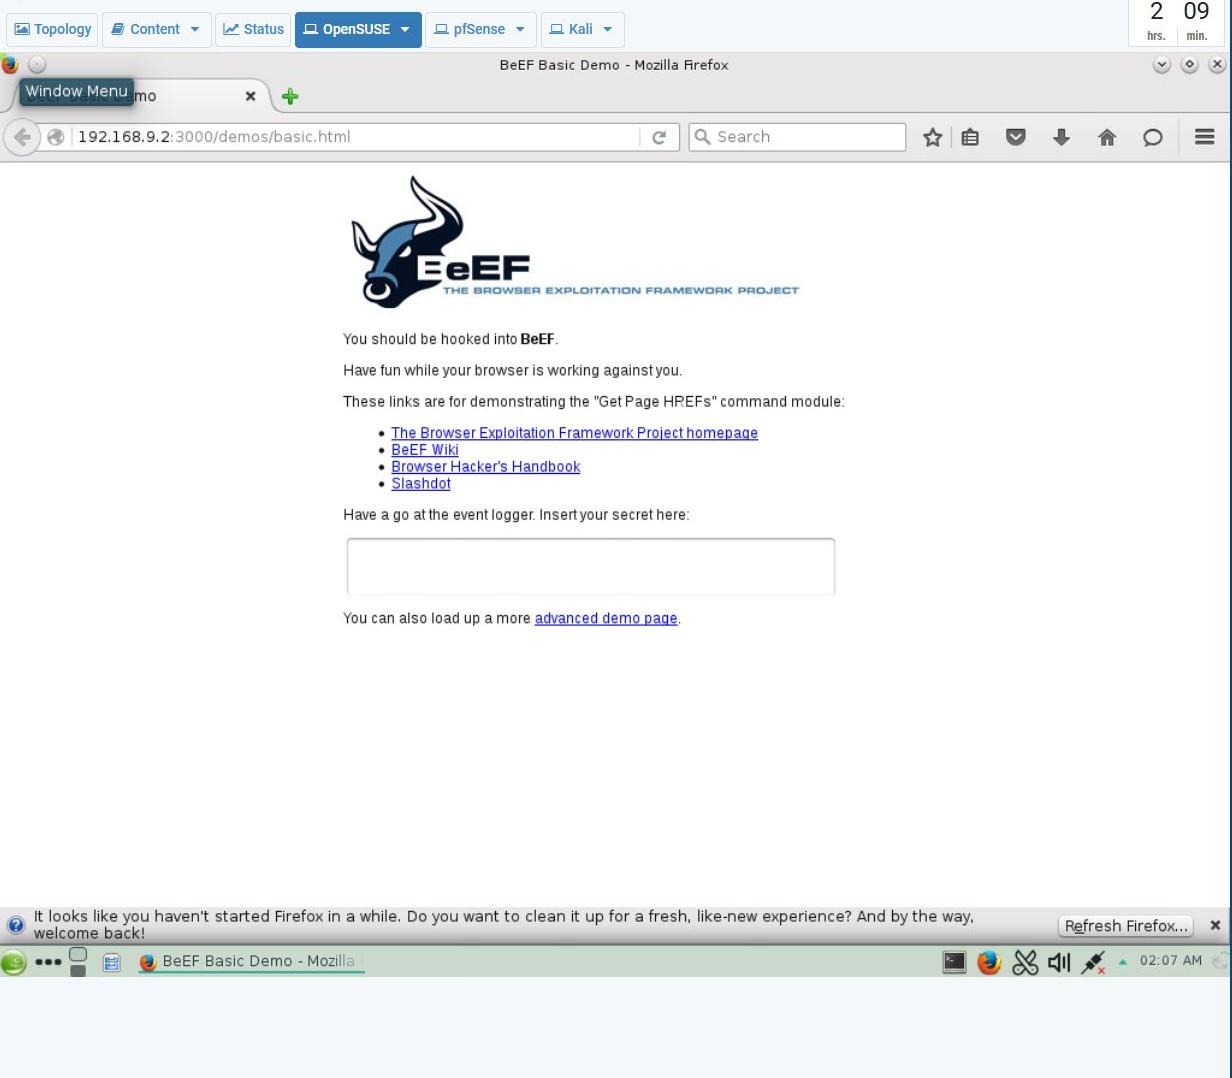 Topology Content Status OpenSUSE pfSense Kali 2 09
hrs. min.
BeEF Basic Demo - Mozilla Firefox
Window Menu mo
192.168.9.2:3000/demos/basic.html Search
BeEF
THE BROWSER EXPLOITATION FRAMEWORK PROJECT
You should be hooked into BeEF.
Have fun while your browser is working against you.
These links are for demonstrating the "Get Page HREFs" command module:
The Browser Exploitation Framework Project homepage
BeEF Wiki
Browser Hacker's Handbook
Slashdot
Have a go at the event logger. Insert your secret here:
You can also load up a more advanced demo page.
It looks like you haven't started Firefox in a while. Do you want to clean it up for a fresh, like-new experience? And by the way,
welcome back!
Refresh Firefox...
BeEF Basic Demo - Mozilla
02:07 AM